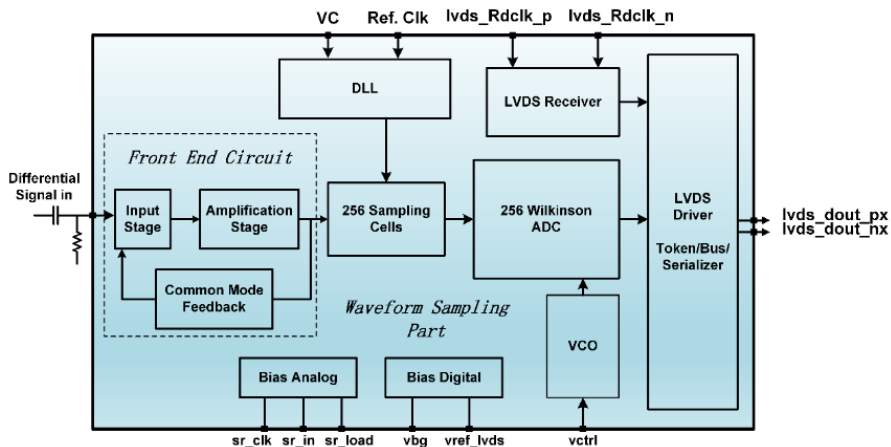 VC Ref. Clk lvds_Rdclk_p lvds_Rdclk_n
DLL
LVDS Receiver
Front End Circuit
Differential
Signal in
Input
Stage
Amplification
Stage
256 Sampling
Cells
256 Wilkinson
ADC
LVDS
Driver
Token/Bus/
Serializer
lvds_dout_px
lvds_dout_nx
Common Mode
Feedback
Waveform Sampling
Part
VCO
Bias Analog
Bias Digital
sr_clk sr_in sr_load vbg vref_lvds vctrl